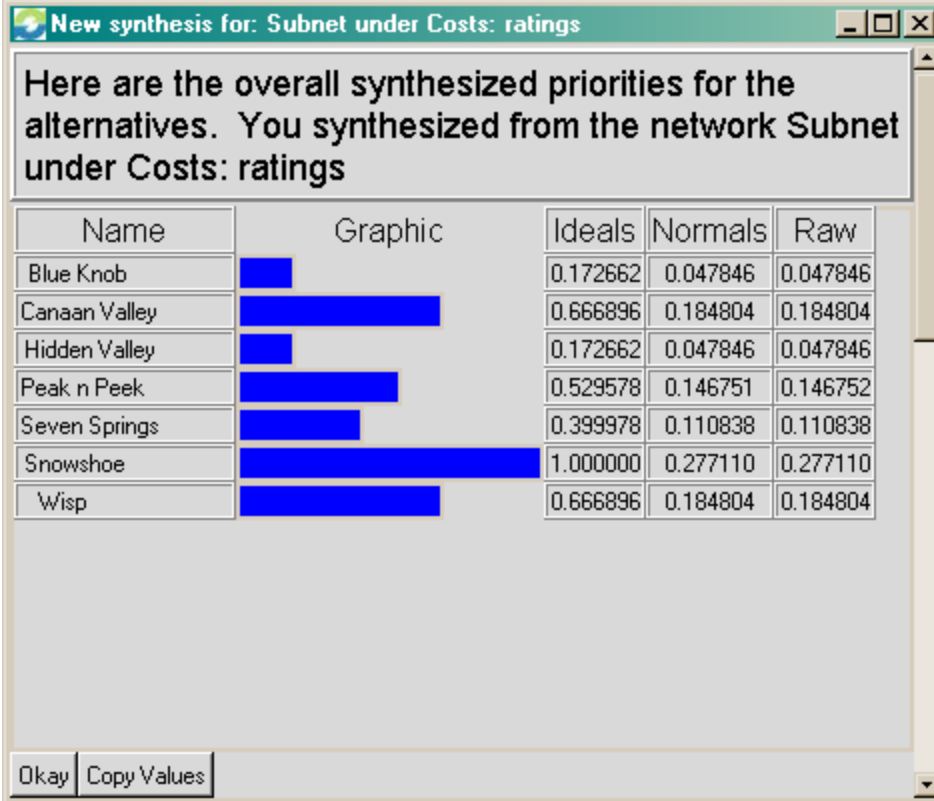 New synthesis for: Subnet under Costs: ratings
Here are the overall synthesized priorities for the
alternatives. You synthesized from the network Subnet
under Costs: ratings
Name Graphic Ideals Normals Raw
Blue Knob 0.172662 0.047846 0.047846
Canaan Valley 0.666896 0.184804 0.184804
Hidden Valley 0.172662 0.047846 0.047846
Peak n Peek 0.529578 0.146751 0.146752
Seven Springs 0.399978 0.110838 0.110838
Snowshoe 1.000000 0.277110 0.277110
Wisp 0.666896 0.184804 0.184804
Okay Copy Values